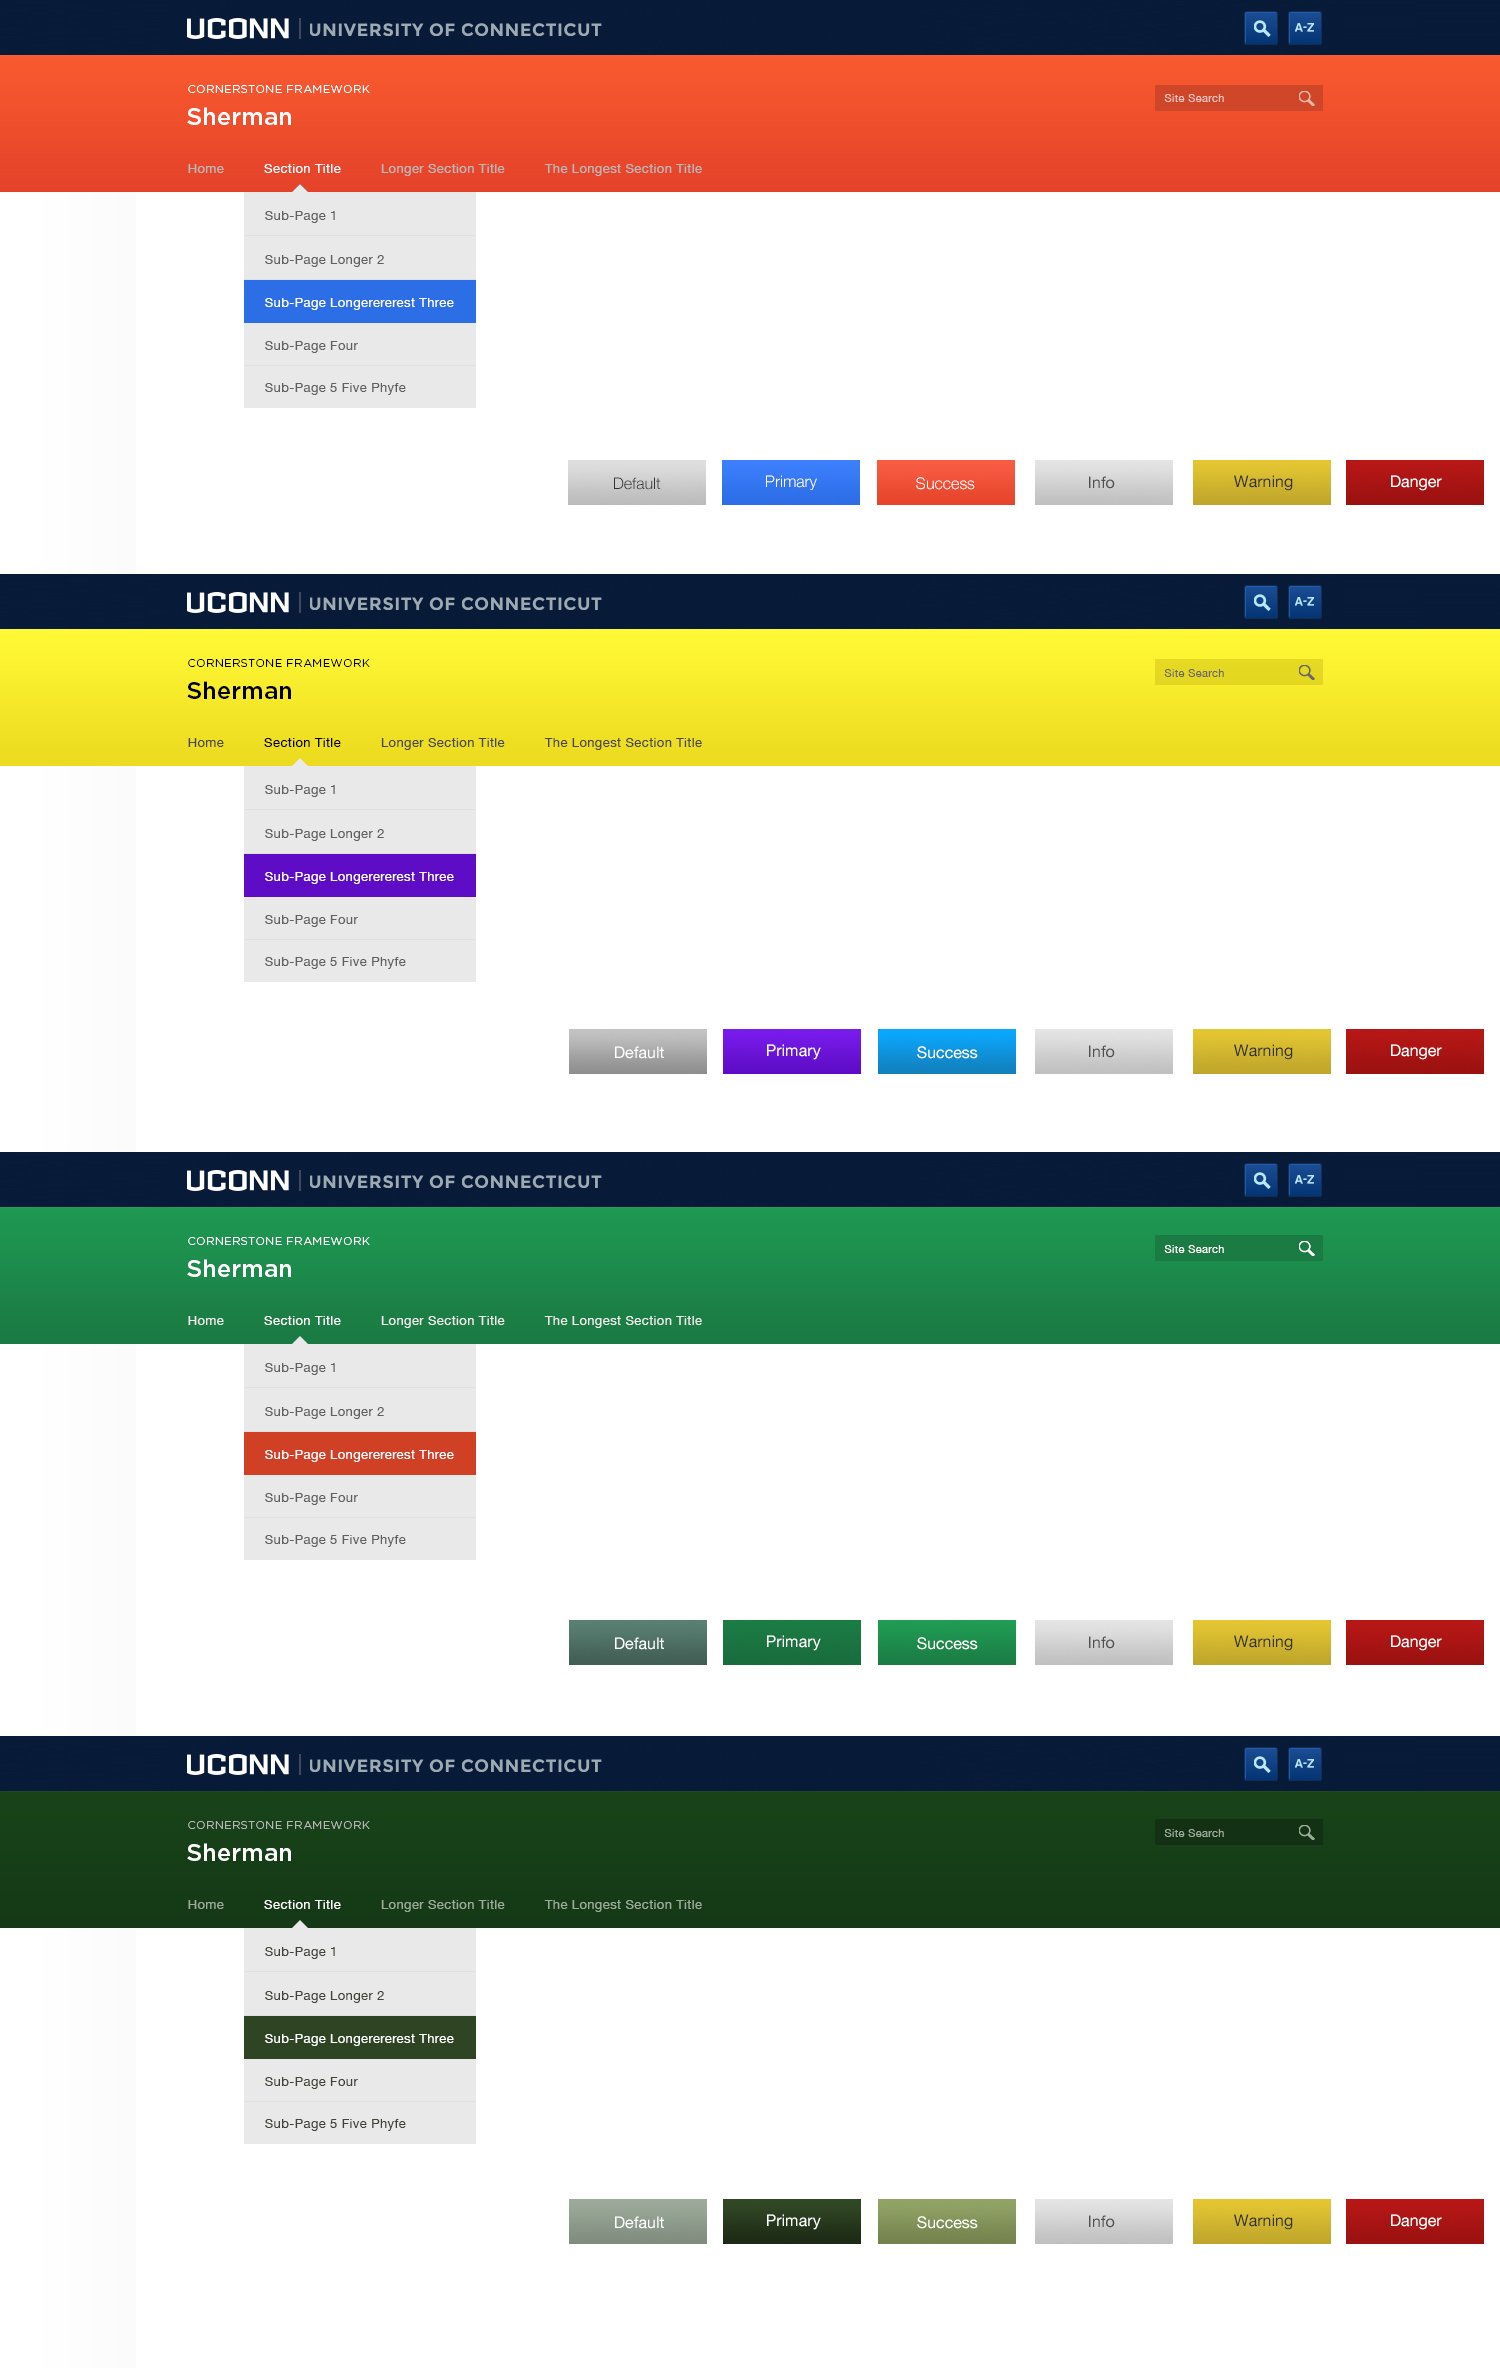 UCONN | UNIVERSITY OF CONNECTICUT A-Z
CORNERSTONE FRAMEWORK
Sherman
Site Search
Home Section Title Longer Section Title The Longest Section Title
Sub-Page 1
Sub-Page Longer 2
Sub-Page Longerererest Three
Sub-Page Four
Sub-Page 5 Five Phyfe
Default Primary Success Info Warning Danger
UCONN | UNIVERSITY OF CONNECTICUT A-Z
CORNERSTONE FRAMEWORK
Sherman
Site Search
Home Section Title Longer Section Title The Longest Section Title
Sub-Page 1
Sub-Page Longer 2
Sub-Page Longerererest Three
Sub-Page Four
Sub-Page 5 Five Phyfe
Default Primary Success Info Warning Danger
UCONN | UNIVERSITY OF CONNECTICUT A-Z
CORNERSTONE FRAMEWORK
Sherman
Site Search
Home Section Title Longer Section Title The Longest Section Title
Sub-Page 1
Sub-Page Longer 2
Sub-Page Longerererest Three
Sub-Page Four
Sub-Page 5 Five Phyfe
Default Primary Success Info Warning Danger
UCONN | UNIVERSITY OF CONNECTICUT A-Z
CORNERSTONE FRAMEWORK
Sherman
Site Search
Home Section Title Longer Section Title The Longest Section Title
Sub-Page 1
Sub-Page Longer 2
Sub-Page Longerererest Three
Sub-Page Four
Sub-Page 5 Five Phyfe
Default Primary Success Info Warning Danger